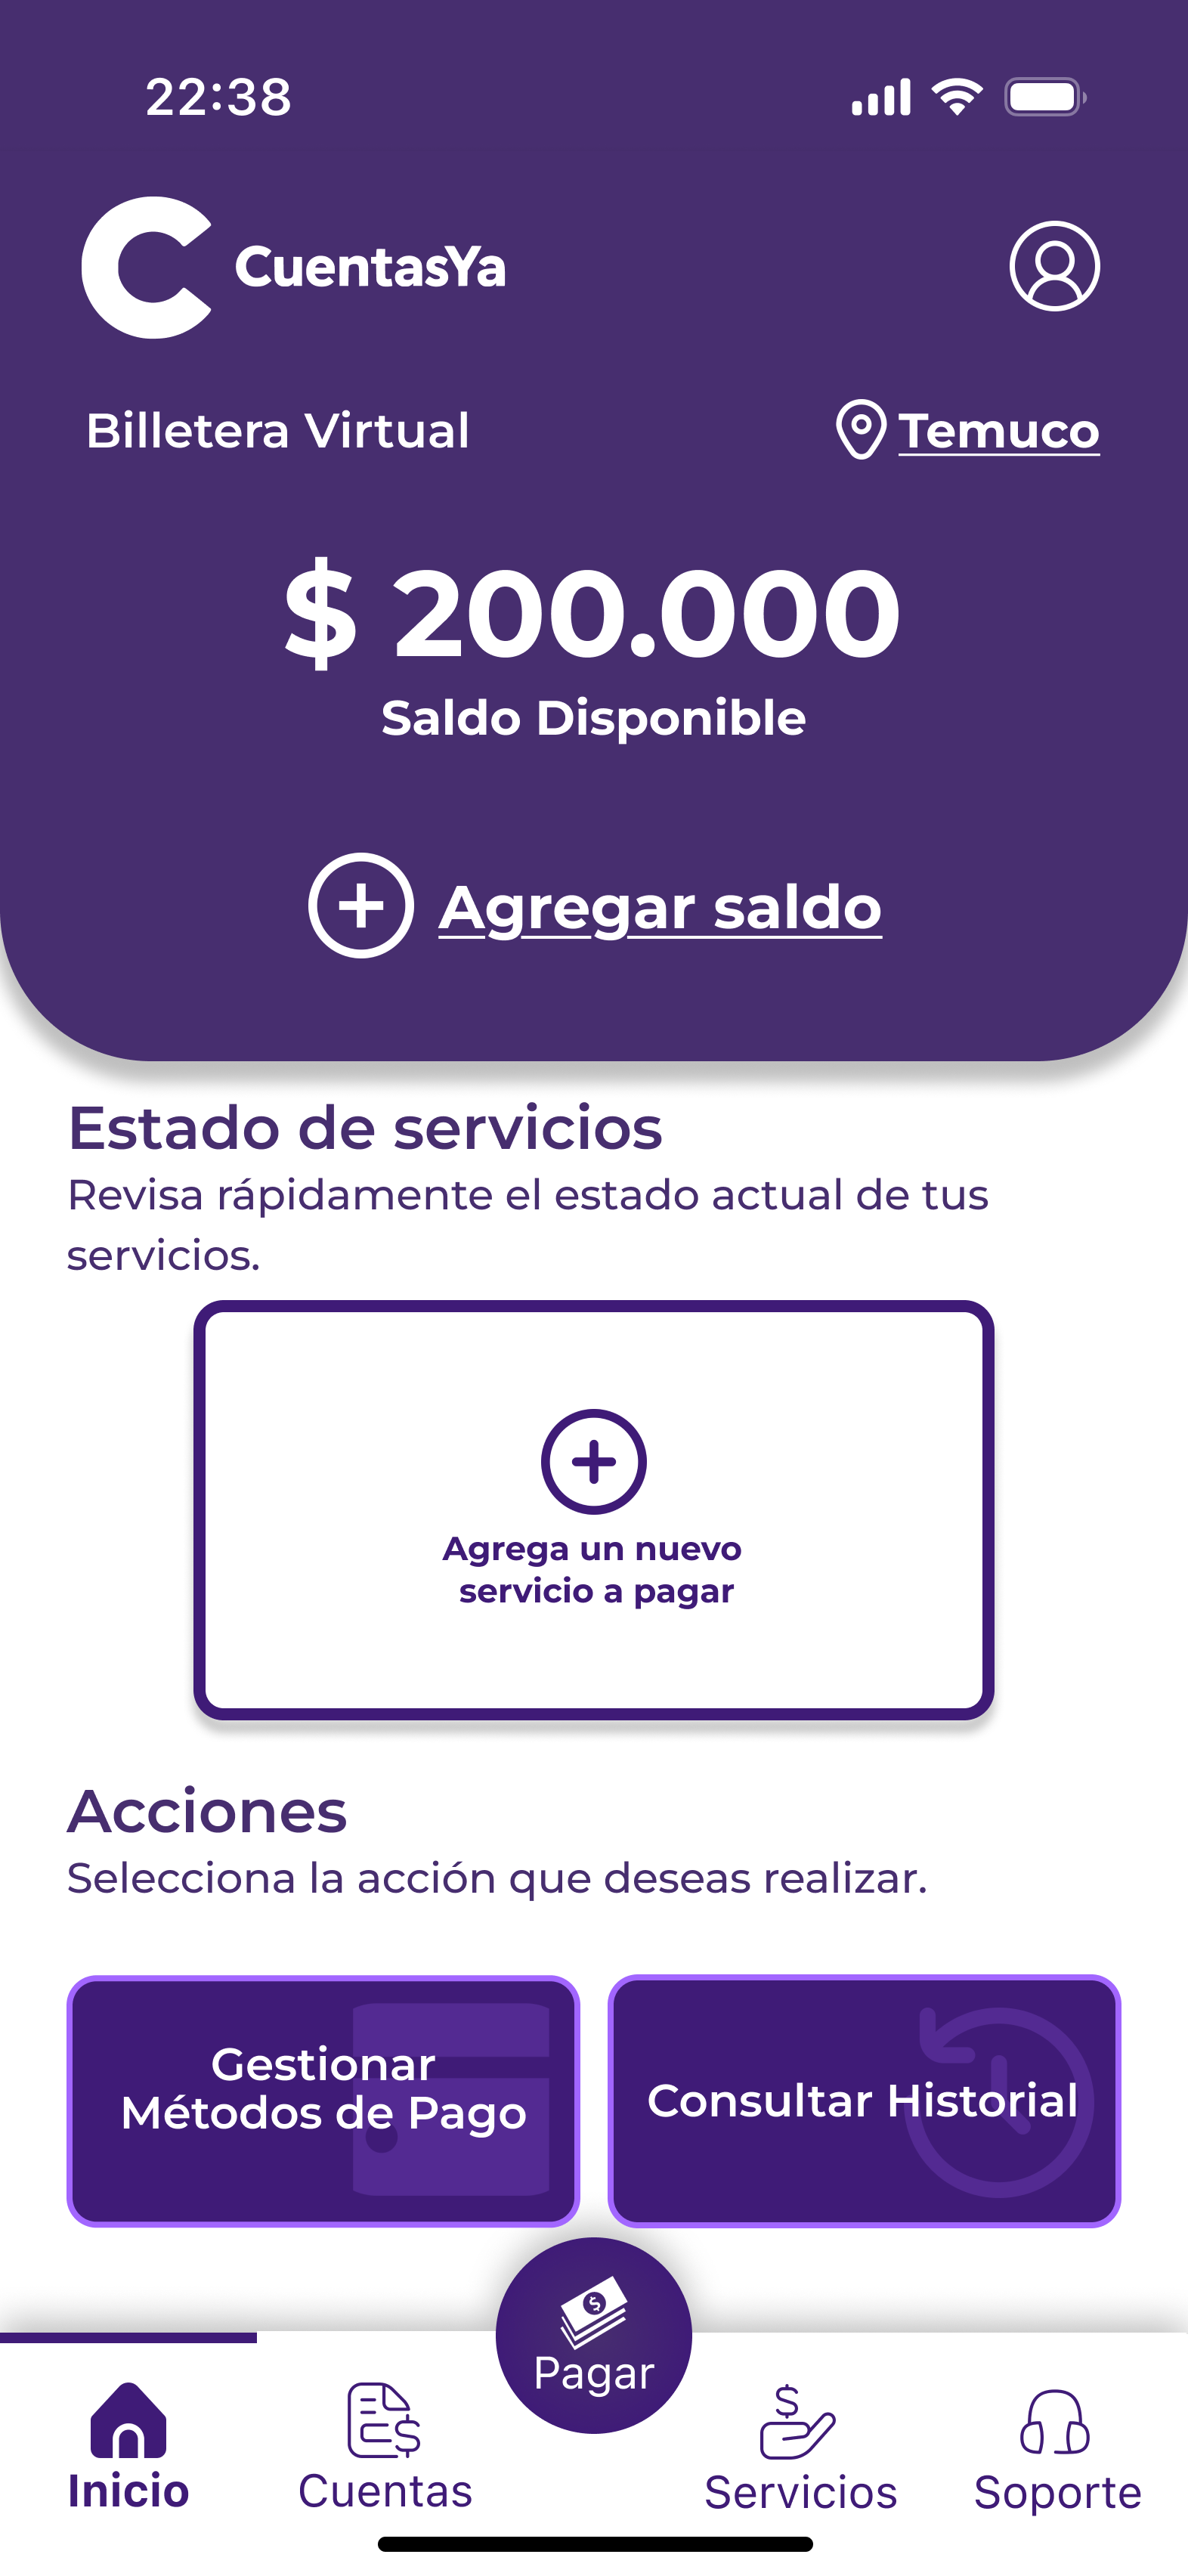 22:38
CuentasYa
Billetera Virtual
Temuco
$ 200.000
Saldo Disponible
Agregar saldo
Estado de servicios
Revisa rápidamente el estado actual de tus
servicios.
Agrega un nuevo
servicio a pagar
Acciones
Selecciona la acción que deseas realizar.
Gestionar
Métodos de Pago
Consultar Historial
Pagar
Inicio
Cuentas
Servicios
Soporte